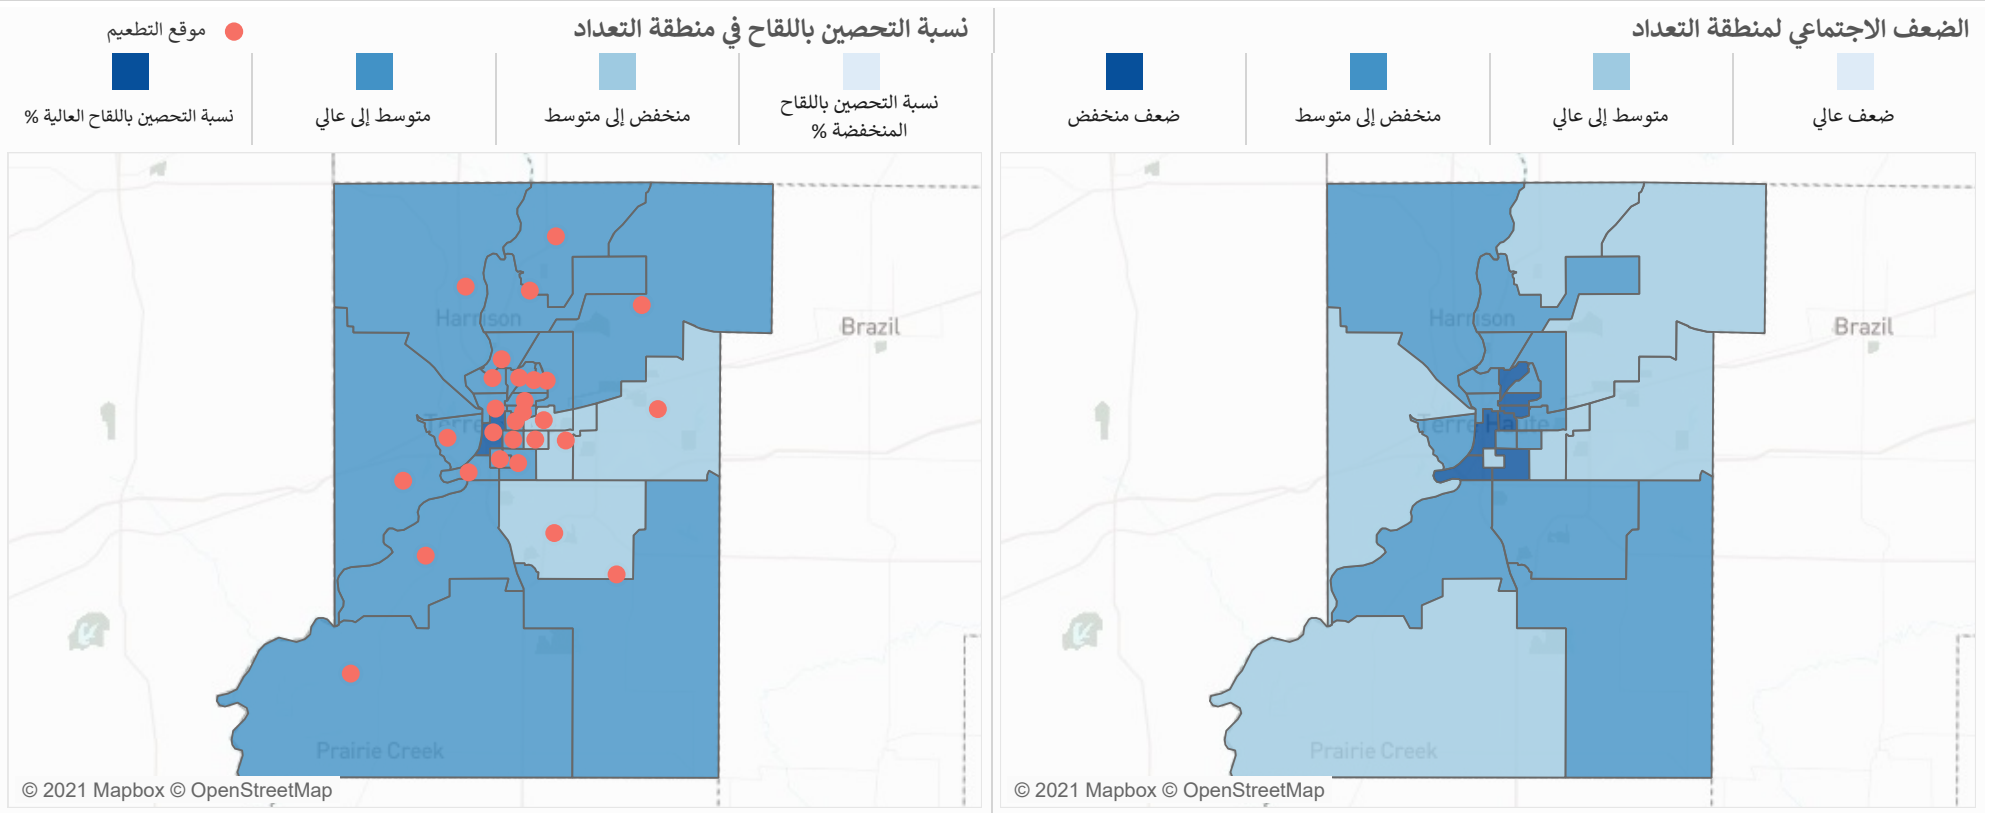 الضعف الاجتماعي لمنطقة التعداد
ضعف عالي
متوسط إلى عالي
منخفض إلى متوسط
ضعف منخفض
Harrison
Brazil
Terre Haute
Prairie Creek
© 2021 Mapbox © OpenStreetMap
نسبة التحصين باللقاح في منطقة التعداد
موقع التطعيم
نسبة التحصين باللقاح
المنخفضة %
منخفض إلى متوسط
متوسط إلى عالي
نسبة التحصين باللقاح العالية %
Harrison
Brazil
Terre
Prairie Creek
© 2021 Mapbox © OpenStreetMap